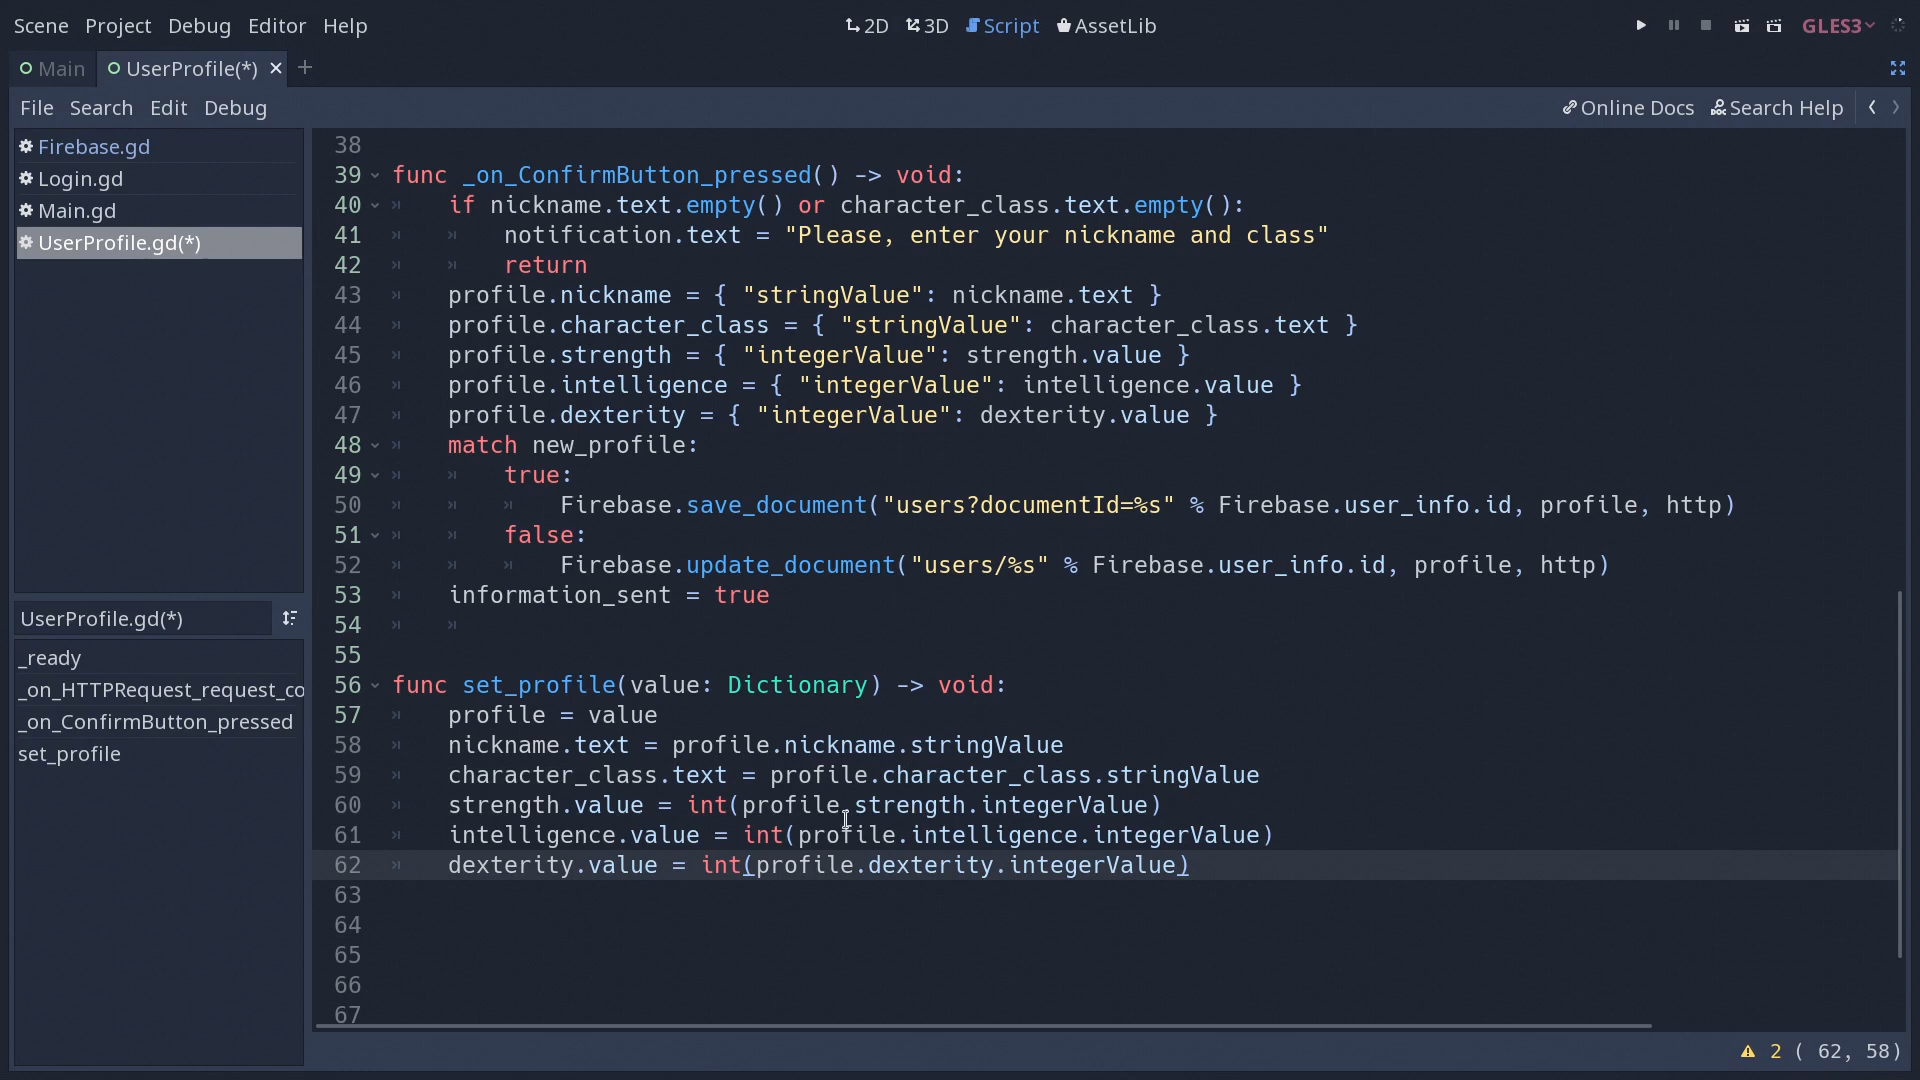 Scene Project Debug Editor Help 2D 3D Script AssetLib GLES3
Main UserProfile(*)
File Search Edit Debug Online Docs Search Help
Firebase.gd
Login.gd
Main.gd
UserProfile.gd(*)
UserProfile.gd(*)
_ready
_on_HTTPRequest_request_co
_on_ConfirmButton_pressed
set_profile
38
39 func _on_ConfirmButton_pressed() -> void:
40 if nickname.text.empty() or character_class.text.empty():
41 notification.text = "Please, enter your nickname and class"
42 return
43 profile.nickname = { "stringValue": nickname.text }
44 profile.character_class = { "stringValue": character_class.text }
45 profile.strength = { "integerValue": strength.value }
46 profile.intelligence = { "integerValue": intelligence.value }
47 profile.dexterity = { "integerValue": dexterity.value }
48 match new_profile:
49 true:
50 Firebase.save_document("users?documentId=%s" % Firebase.user_info.id, profile, http)
51 false:
52 Firebase.update_document("users/%s" % Firebase.user_info.id, profile, http)
53 information_sent = true
54
55
56 func set_profile(value: Dictionary) -> void:
57 profile = value
58 nickname.text = profile.nickname.stringValue
59 character_class.text = profile.character_class.stringValue
60 strength.value = int(profile.strength.integerValue)
61 intelligence.value = int(profile.intelligence.integerValue)
62 dexterity.value = int(profile.dexterity.integerValue)
63
64
65
66
67
2 ( 62, 58)